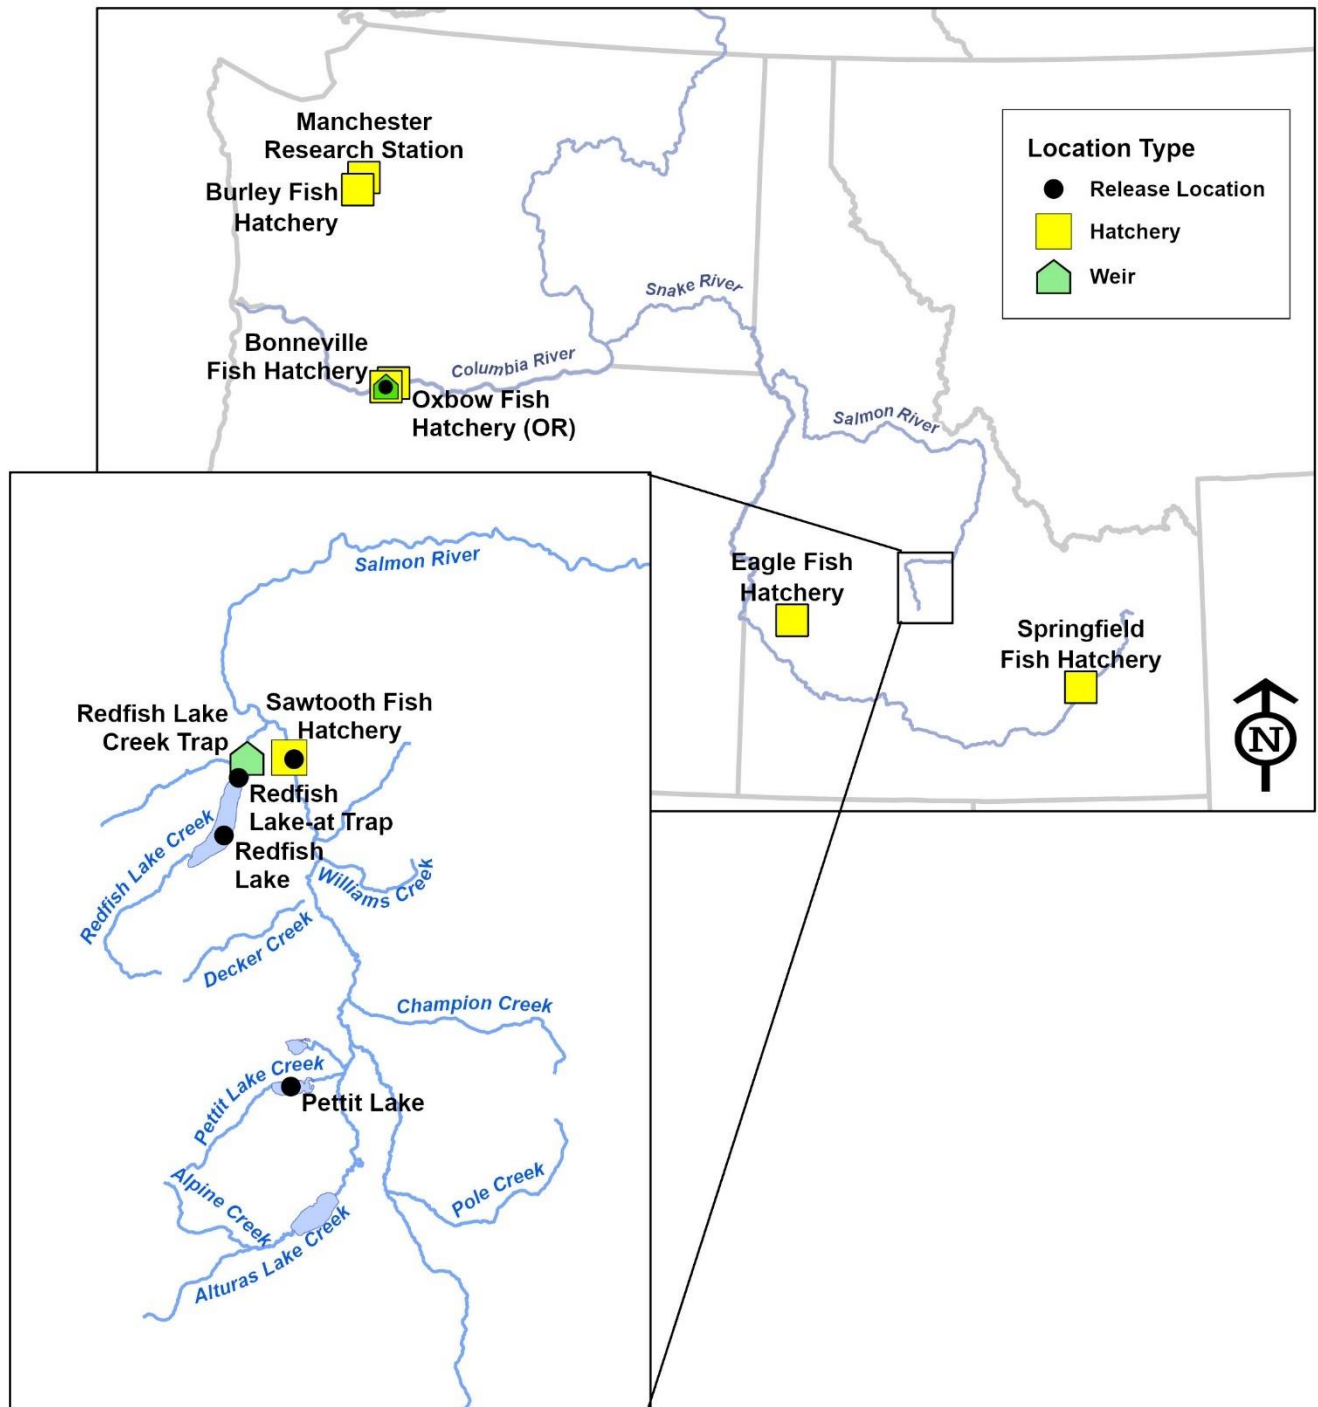 Manchester
Research Station
Burley Fish
Hatchery
Location Type
Release Location
Hatchery
Weir
Snake River
Bonneville
Fish Hatchery
Columbia River
Oxbow Fish
Hatchery (OR)
Salmon River
Eagle Fish
Hatchery
Springfield
Fish Hatchery
N
Salmon River
Redfish Lake
Creek Trap
Sawtooth Fish
Hatchery
Redfish
Lake-at Trap
Redfish
Lake
Redfish Lake Creek
Williams Creek
Decker Creek
Champion Creek
Pettit Lake Creek
Pettit Lake
Alpine Creek
Pole Creek
Alturas Lake Creek